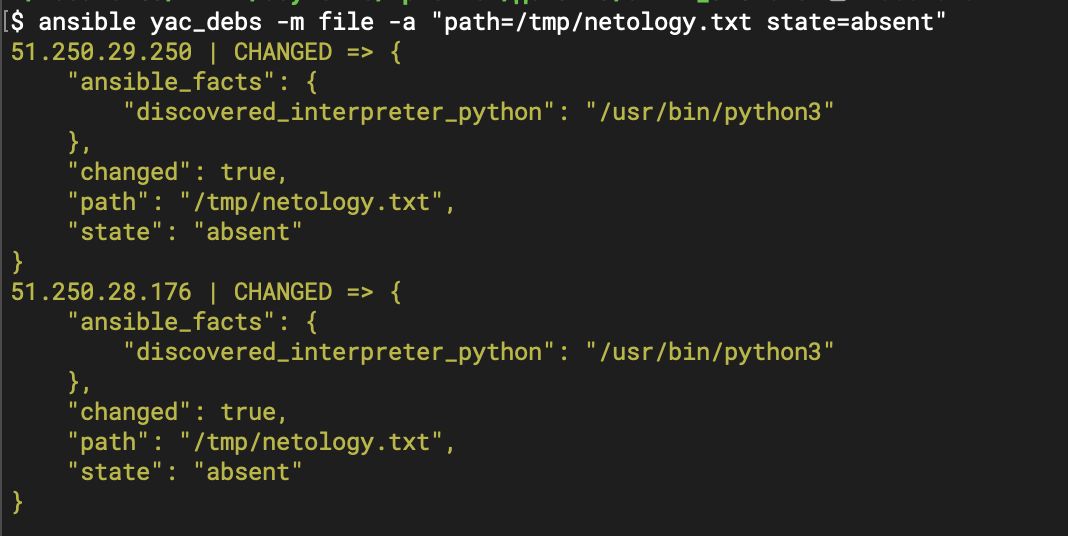 $ ansible yac_debs -m file -a "path=/tmp/netology.txt state=absent"
51.250.29.250 | CHANGED => {
    "ansible_facts": {
        "discovered_interpreter_python": "/usr/bin/python3"
    },
    "changed": true,
    "path": "/tmp/netology.txt",
    "state": "absent"
}
51.250.28.176 | CHANGED => {
    "ansible_facts": {
        "discovered_interpreter_python": "/usr/bin/python3"
    },
    "changed": true,
    "path": "/tmp/netology.txt",
    "state": "absent"
}